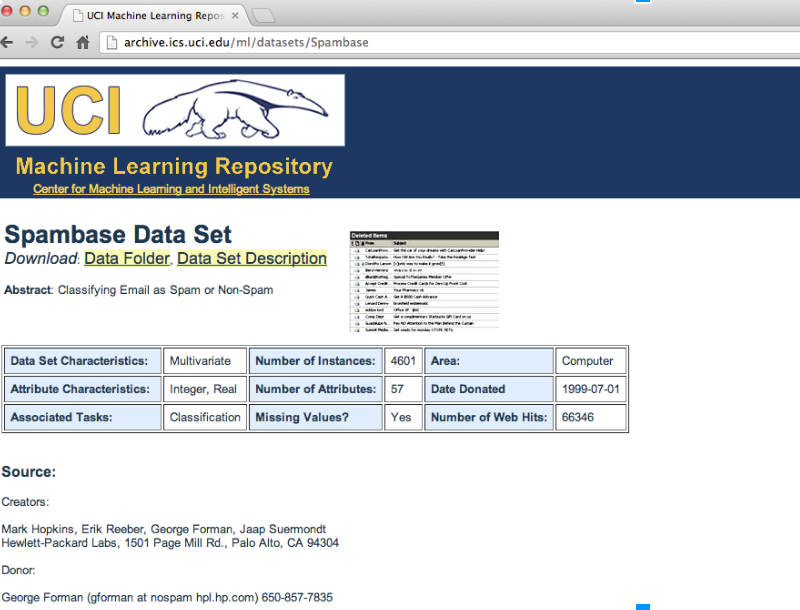 UCI Machine Learning Repos
archive.ics.uci.edu/ml/datasets/Spambase
UCI
Machine Learning Repository
Center for Machine Learning and Intelligent Systems
Spambase Data Set
Download: Data Folder, Data Set Description
Deleted Items
From Subject
Abstract: Classifying Email as Spam or Non-Spam
Data Set Characteristics: Multivariate Number of Instances: 4601 Area: Computer
Attribute Characteristics: Integer, Real Number of Attributes: 57 Date Donated 1999-07-01
Associated Tasks: Classification Missing Values? Yes Number of Web Hits: 66346
Source:
Creators:
Mark Hopkins, Erik Reeber, George Forman, Jaap Suermondt
Hewlett-Packard Labs, 1501 Page Mill Rd., Palo Alto, CA 94304
Donor:
George Forman (gforman at nospam hpl.hp.com) 650-857-7835